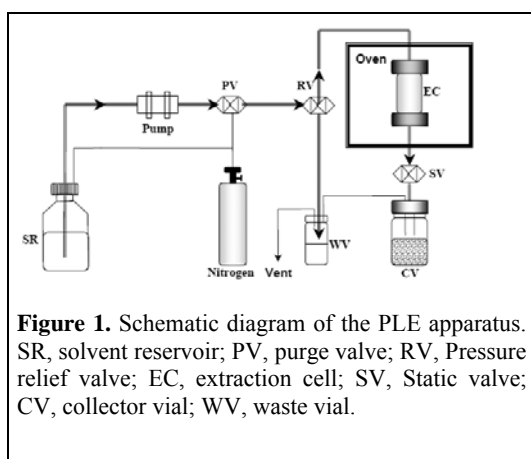 PV
RV
Oven
EC
Pump
SV
SR
WV
Nitrogen
Vent
CV
Figure 1. Schematic diagram of the PLE apparatus.
SR, solvent reservoir; PV, purge valve; RV, Pressure
relief valve; EC, extraction cell; SV, Static valve;
CV, collector vial; WV, waste vial.